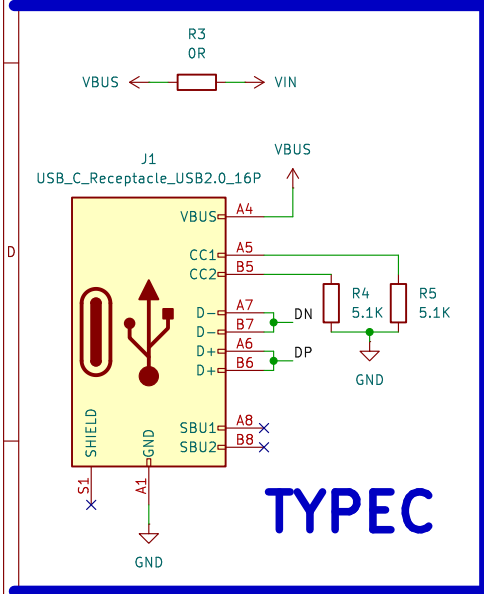 R3
0R
VBUS
VIN
J1
USB_C_Receptacle_USB2.0_16P
VBUS
VBUS A4
D
CC1 A5
CC2 B5
R4
5.1K
R5
5.1K
D- A7
DN
D- B7
D+ A6
DP
D+ B6
GND
SBU1 A8
SBU2 B8
SHIELD
GND
S1
A1
TYPEC
GND